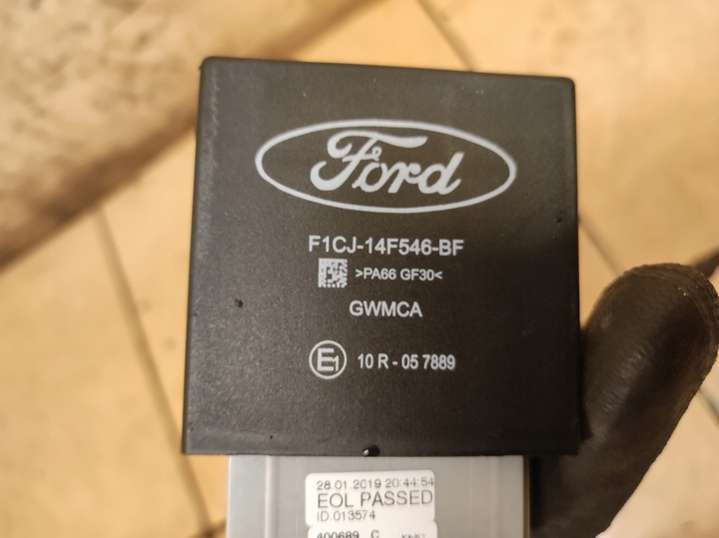 Ford
F1CJ-14F546-BF
>PA66 GF30<
GWMCA
E1 10 R - 05 7889
28.01.2019 20:44:54
EOL PASSED
ID 013574
400689 C